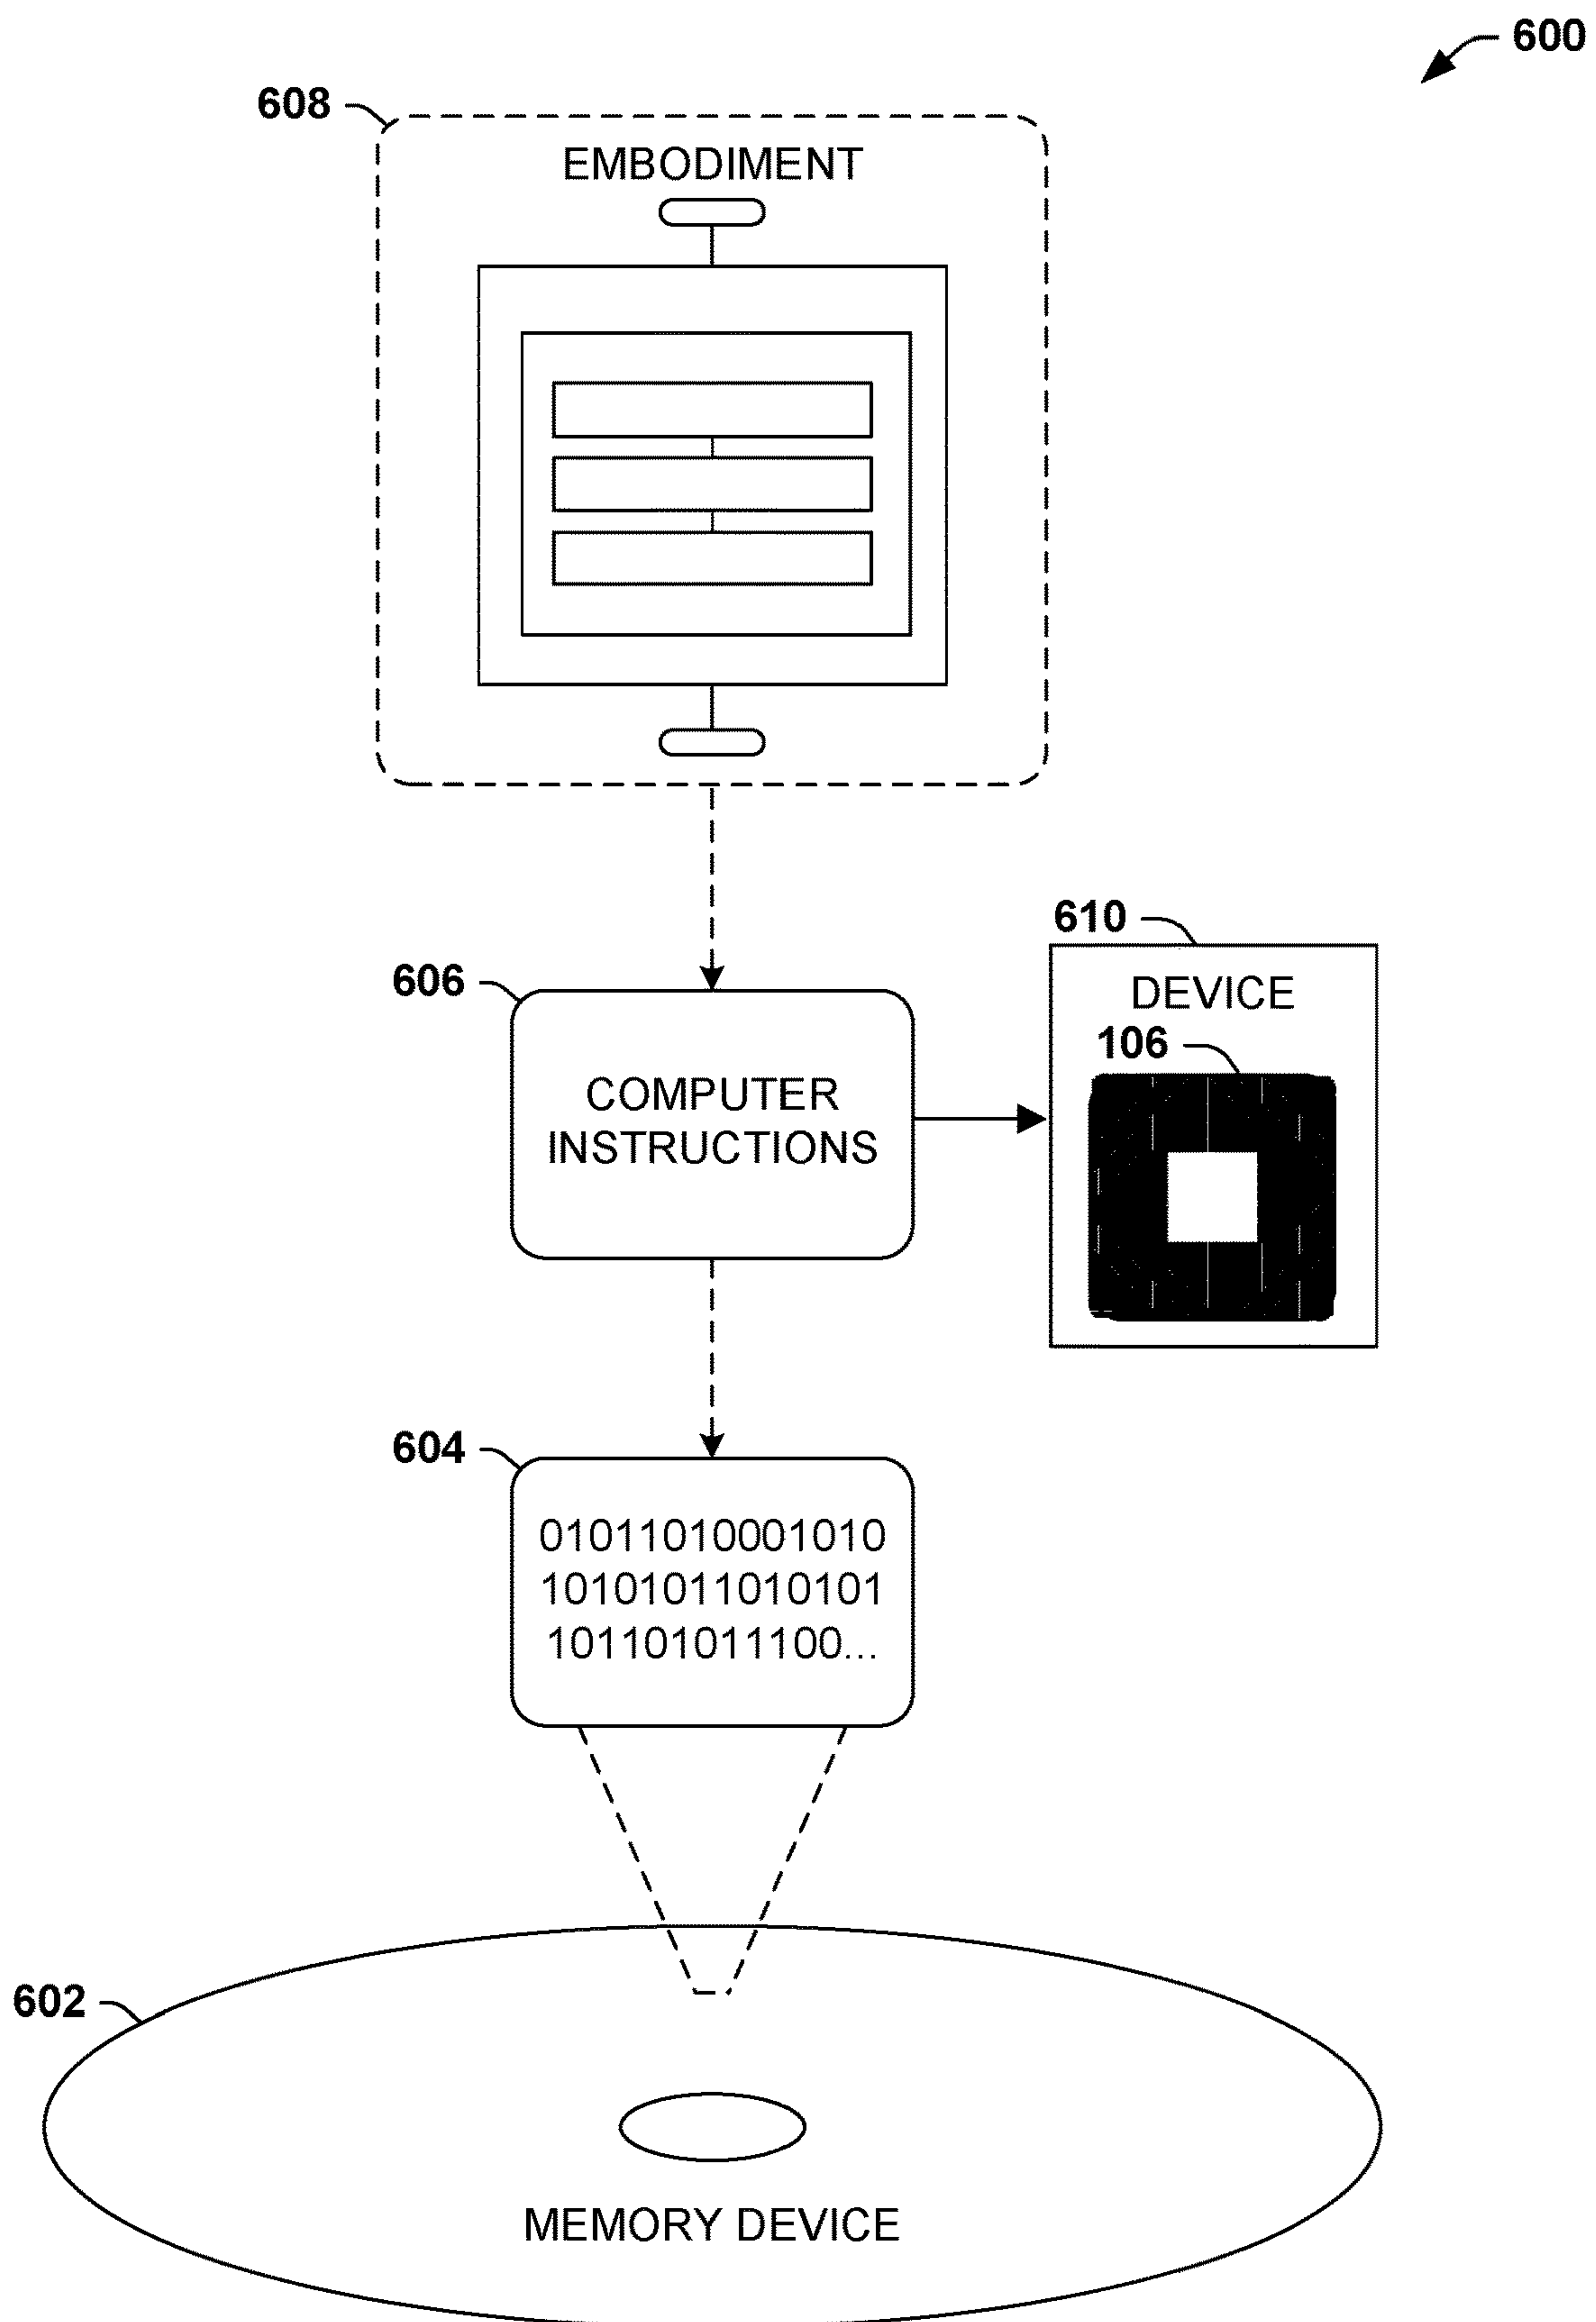 600
608
EMBODIMENT
610
606
DEVICE
106
COMPUTER
INSTRUCTIONS
604
01011010001010
10101011010101
101101011100...
602
MEMORY DEVICE